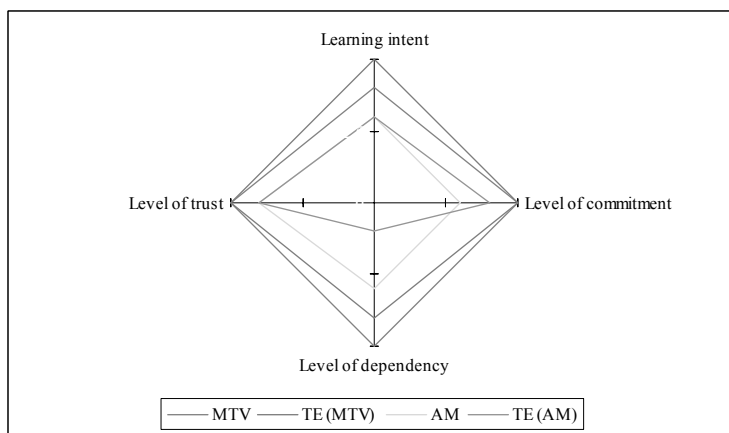 Learning intent
Level of trust
Level of commitment
Level of dependency
MTV TE (MTV) AM TE (AM)